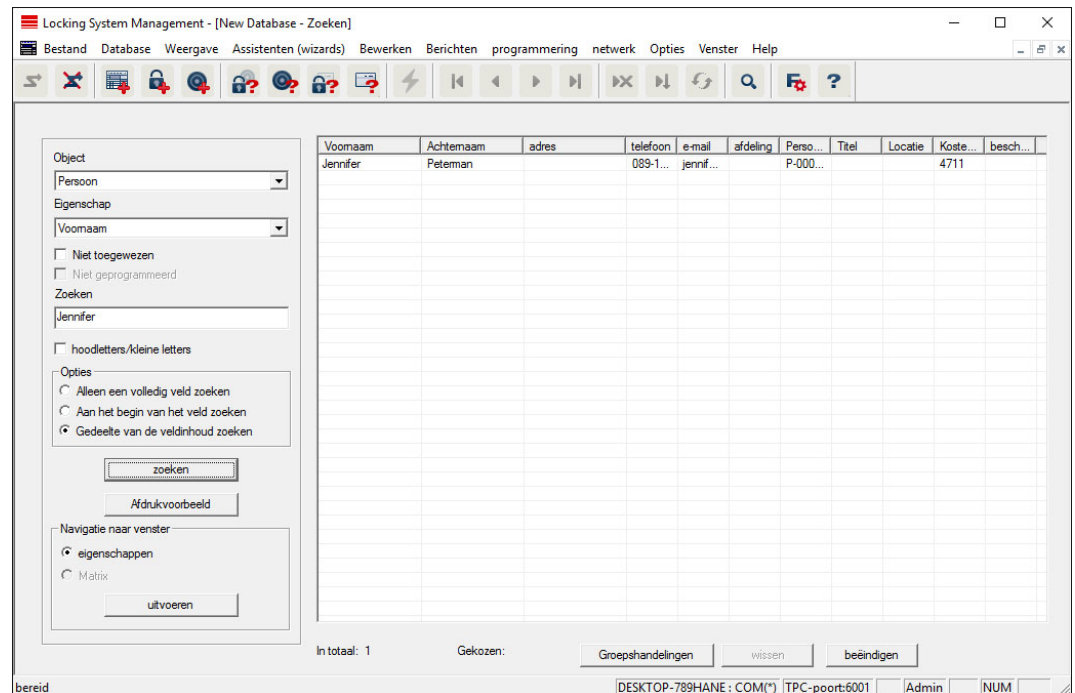 Locking System Management - [New Database - Zoeken]
Bestand Database Weergave Assistenten (wizards) Bewerken Berichten programmering netwerk Opties Venster Help
Object
Persoon
Eigenschap
Voornaam
Niet toegewezen
Niet geprogrammeerd
Zoeken
Jennifer
hoodletters/kleine letters
Opties
Alleen een volledig veld zoeken
Aan het begin van het veld zoeken
Gedeelte van de veldinhoud zoeken
zoeken
Afdrukvoorbeeld
Navigatie naar venster
eigenschappen
Matrix
uitvoeren
Voornaam Achternaam adres telefoon e-mail afdeling Perso... Titel Locatie Koste... besch...
Jennifer Peterman 089-1... jennif... P-000... 4711
In totaal: 1 Gekozen: Groepshandelingen wissen beëindigen
bereid DESKTOP-789HANE : COM(*) TPC-poort:6001 Admin NUM